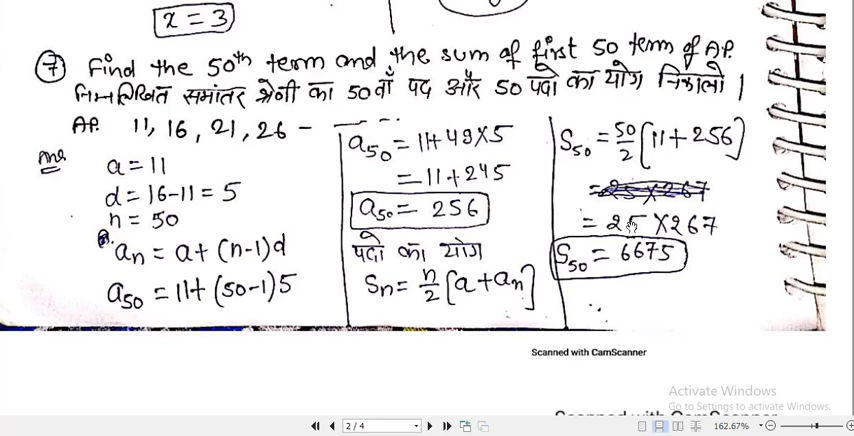 x = 3
⑦ Find the 50th term and the sum of first 50 term of A.P.
निम्नलिखित समांतर श्रेणी का 50 वाँ पद और 50 पदों का योग निकालो।
A.P. 11, 16, 21, 26 - - - -
Ans
a = 11
d = 16-11 = 5
n = 50
an = a + (n-1)d
a50 = 11+ (50-1)5
a50 = 11+49×5
= 11+245
a50 = 256
पदों का योग
Sn = n/2 [a+an]
S50 = 50/2 [11+256]
= 25 ×267
= 25 ×267
S50 = 6675
Scanned with CamScanner
Activate Windows
Go to Settings to activate Windows.
Scanned with CamScanner
2 / 4
162.67%